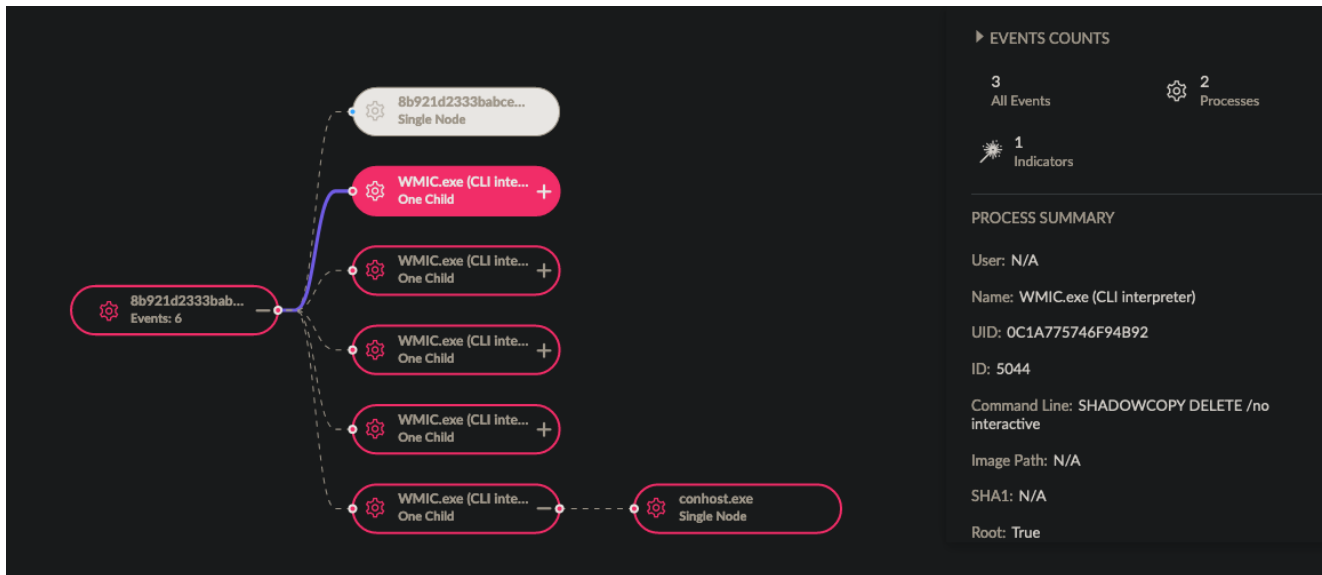 8b921d2333babce...
Single Node
WMIC.exe (CLI inte...
One Child
WMIC.exe (CLI inte...
One Child
8b921d2333bab...
Events: 6
WMIC.exe (CLI inte...
One Child
WMIC.exe (CLI inte...
One Child
WMIC.exe (CLI inte...
One Child
conhost.exe
Single Node
EVENTS COUNTS
3
All Events
2
Processes
1
Indicators
PROCESS SUMMARY
User: N/A
Name: WMIC.exe (CLI interpreter)
UID: 0C1A775746F94B92
ID: 5044
Command Line: SHADOWCOPY DELETE /no
interactive
Image Path: N/A
SHA1: N/A
Root: True